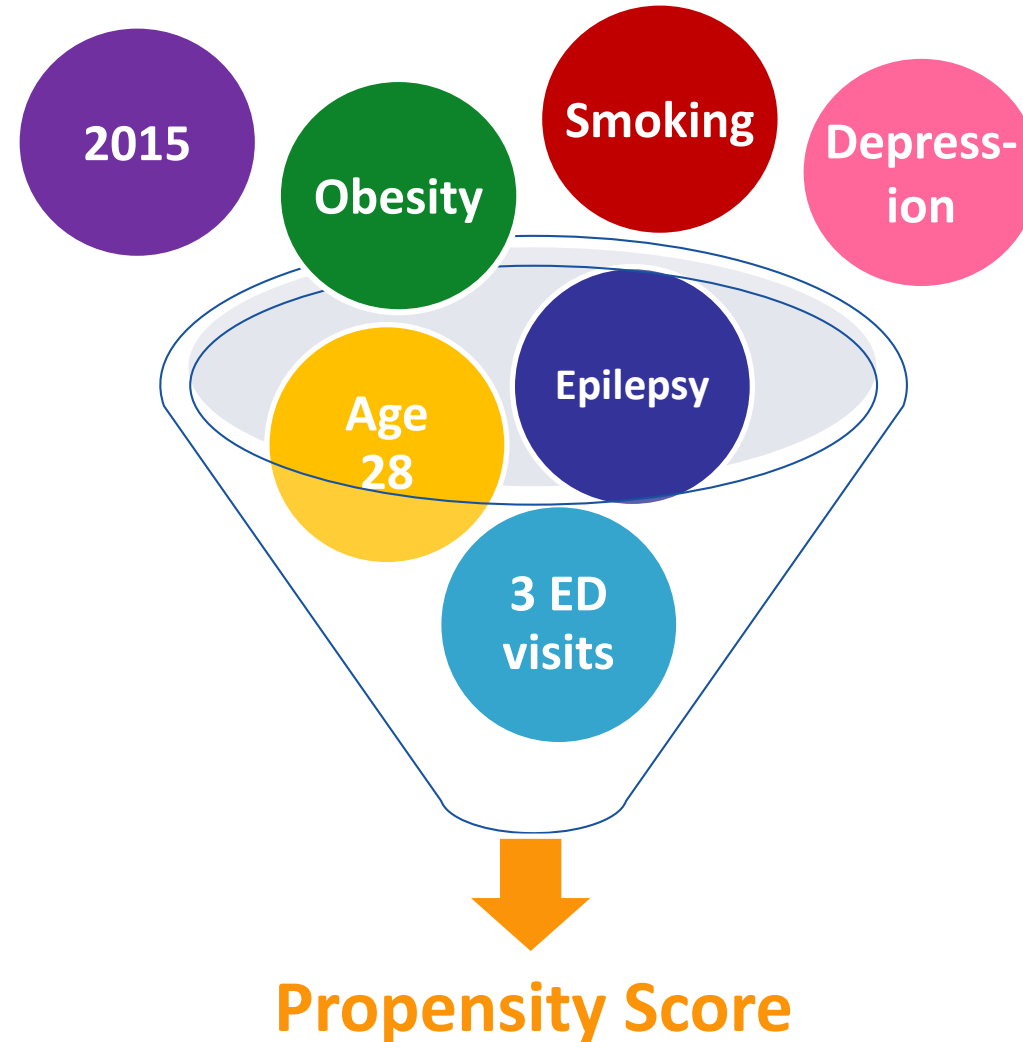 2015
Obesity
Smoking
Depress-
ion
Age
28
Epilepsy
3 ED
visits
Propensity Score